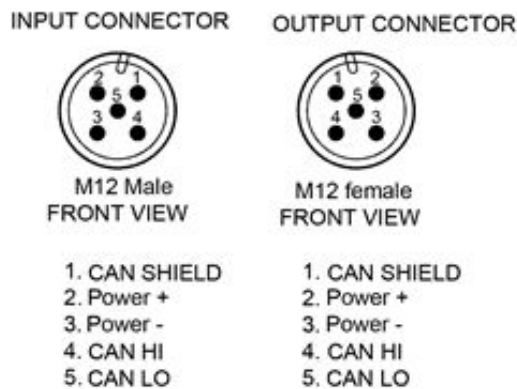 INPUT CONNECTOR
2 1
5
3 4
M12 Male
FRONT VIEW
1. CAN SHIELD
2. Power +
3. Power -
4. CAN HI
5. CAN LO
OUTPUT CONNECTOR
1 2
5
4 3
M12 female
FRONT VIEW
1. CAN SHIELD
2. Power +
3. Power -
4. CAN HI
5. CAN LO